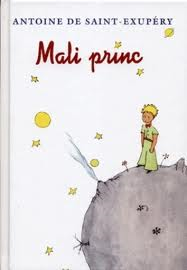 ANTOINE DE SAINT-EXUPÉRY
Mali princ